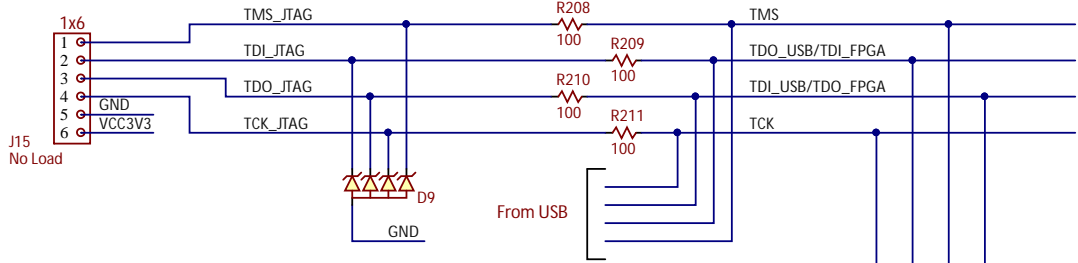 1x6
1
2
3
4
5
6
J15
No Load
TMS_JTAG
TDI_JTAG
TDO_JTAG
GND
VCC3V3
TCK_JTAG
R208
100
R209
100
R210
100
R211
100
TMS
TDO_USB/TDI_FPGA
TDI_USB/TDO_FPGA
TCK
D9
GND
From USB